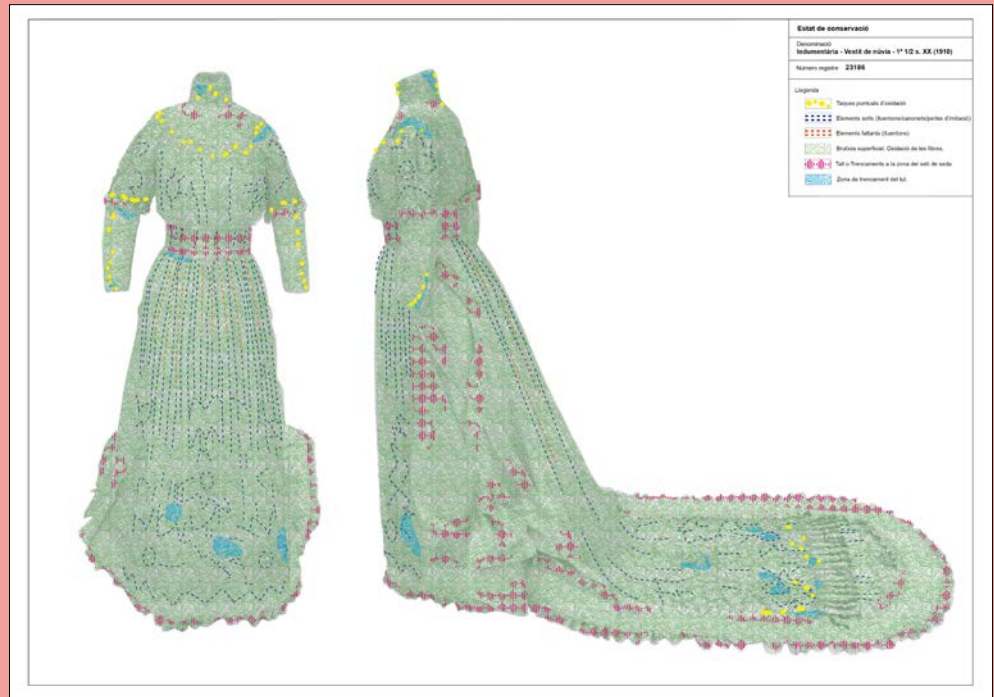 Estat de conservació
Denominació
Indumentària - Vestit de núvia - 1ª 1/2 s. XX (1910)
Número registre 23186
Llegenda
Taques puntuals d'oxidació
Elements solts (lluentons/canonets/perles d'imitació)
Elements faltants (lluentons)
Brutícia superficial. Oxidació de les fibres.
Tall o Trencaments a la zona del setí de seda
Zona de trencament del tul.